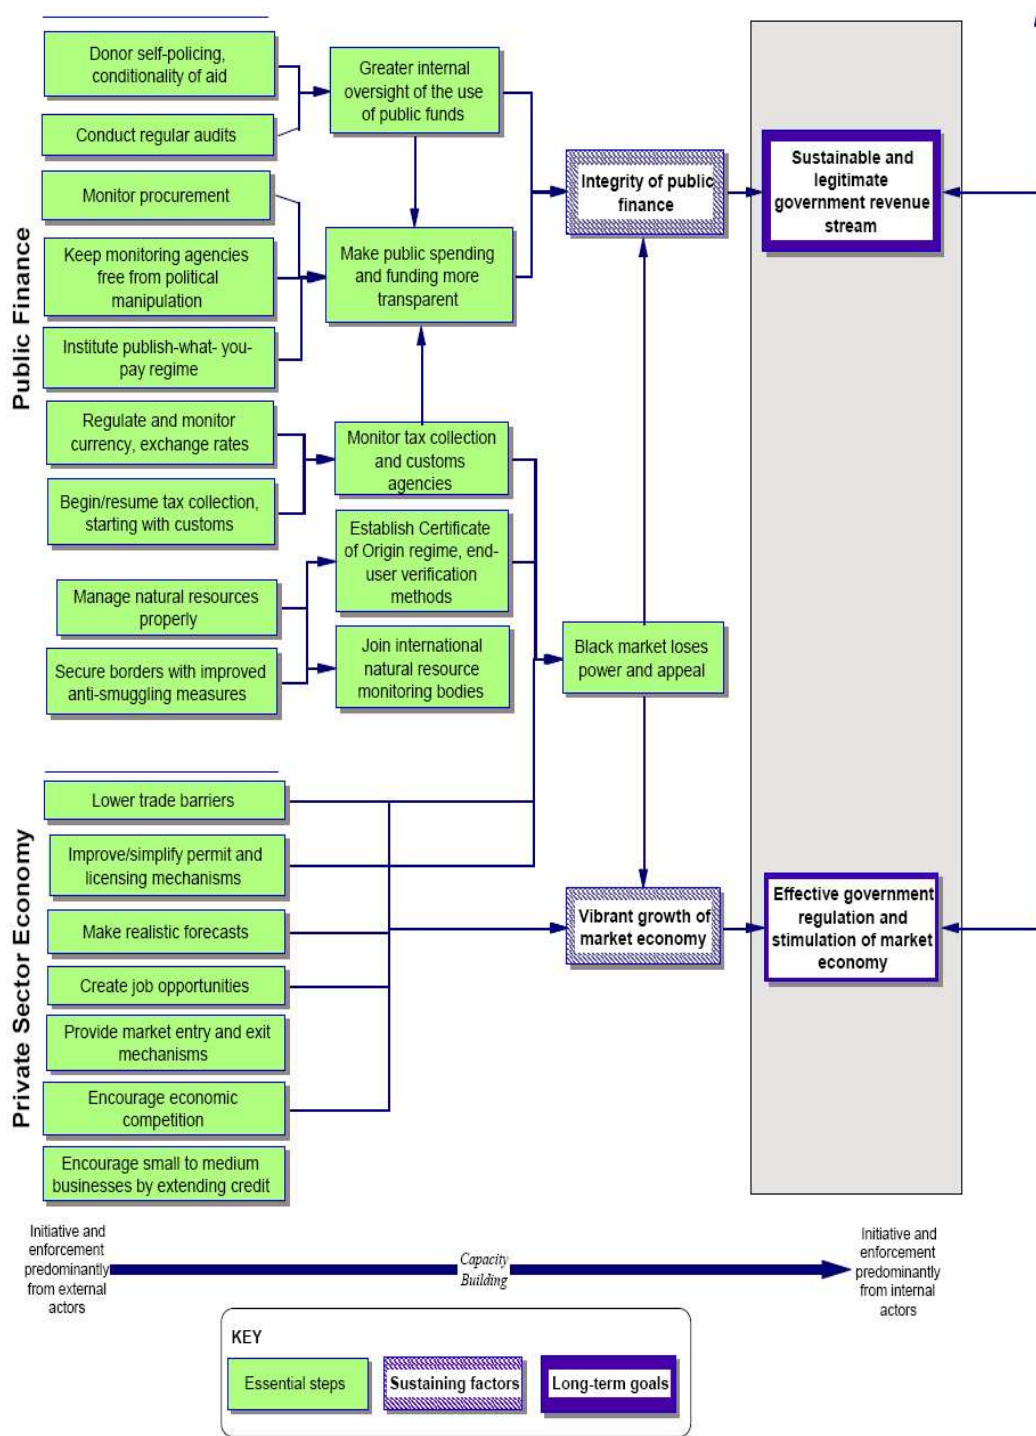 Public Finance
Donor self-policing,
conditionality of aid
Conduct regular audits
Monitor procurement
Keep monitoring agencies
free from political
manipulation
Institute publish-what- you-
pay regime
Regulate and monitor
currency, exchange rates
Begin/resume tax collection,
starting with customs
Manage natural resources
properly
Secure borders with improved
anti-smuggling measures
Greater internal
oversight of the use
of public funds
Make public spending
and funding more
transparent
Monitor tax collection
and customs
agencies
Establish Certificate
of Origin regime, end-
user verification
methods
Join international
natural resource
monitoring bodies
Integrity of public
finance
Black market loses
power and appeal
Sustainable and
legitimate
government revenue
stream
Private Sector Economy
Lower trade barriers
Improve/simplify permit and
licensing mechanisms
Make realistic forecasts
Create job opportunities
Provide market entry and exit
mechanisms
Encourage economic
competition
Encourage small to medium
businesses by extending credit
Vibrant growth of
market economy
Effective government
regulation and
stimulation of market
economy
Initiative and
enforcement
predominantly
from external
actors
Capacity
Building
Initiative and
enforcement
predominantly
from internal
actors
KEY
Essential steps
Sustaining factors
Long-term goals